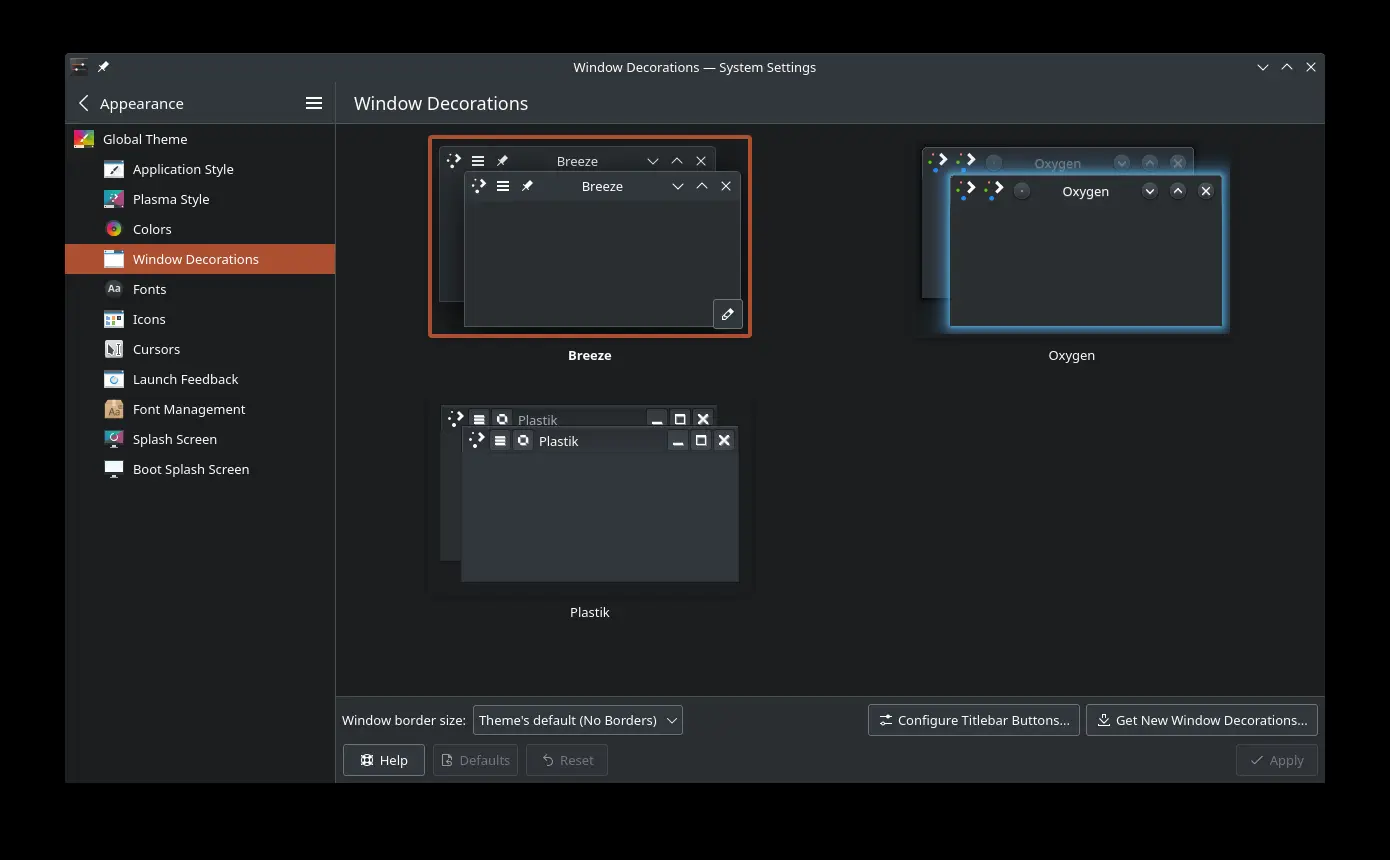 Window Decorations — System Settings
Appearance
Window Decorations
Global Theme
Application Style
Plasma Style
Colors
Window Decorations
Fonts
Aa
Icons
Cursors
Launch Feedback
Font Management
Splash Screen
Boot Splash Screen
Breeze
Breeze
Breeze
Oxygen
Oxygen
Oxygen
Plastik
Plastik
Plastik
Window border size: Theme's default (No Borders)
Configure Titlebar Buttons...
Get New Window Decorations...
Help
Defaults
Reset
Apply